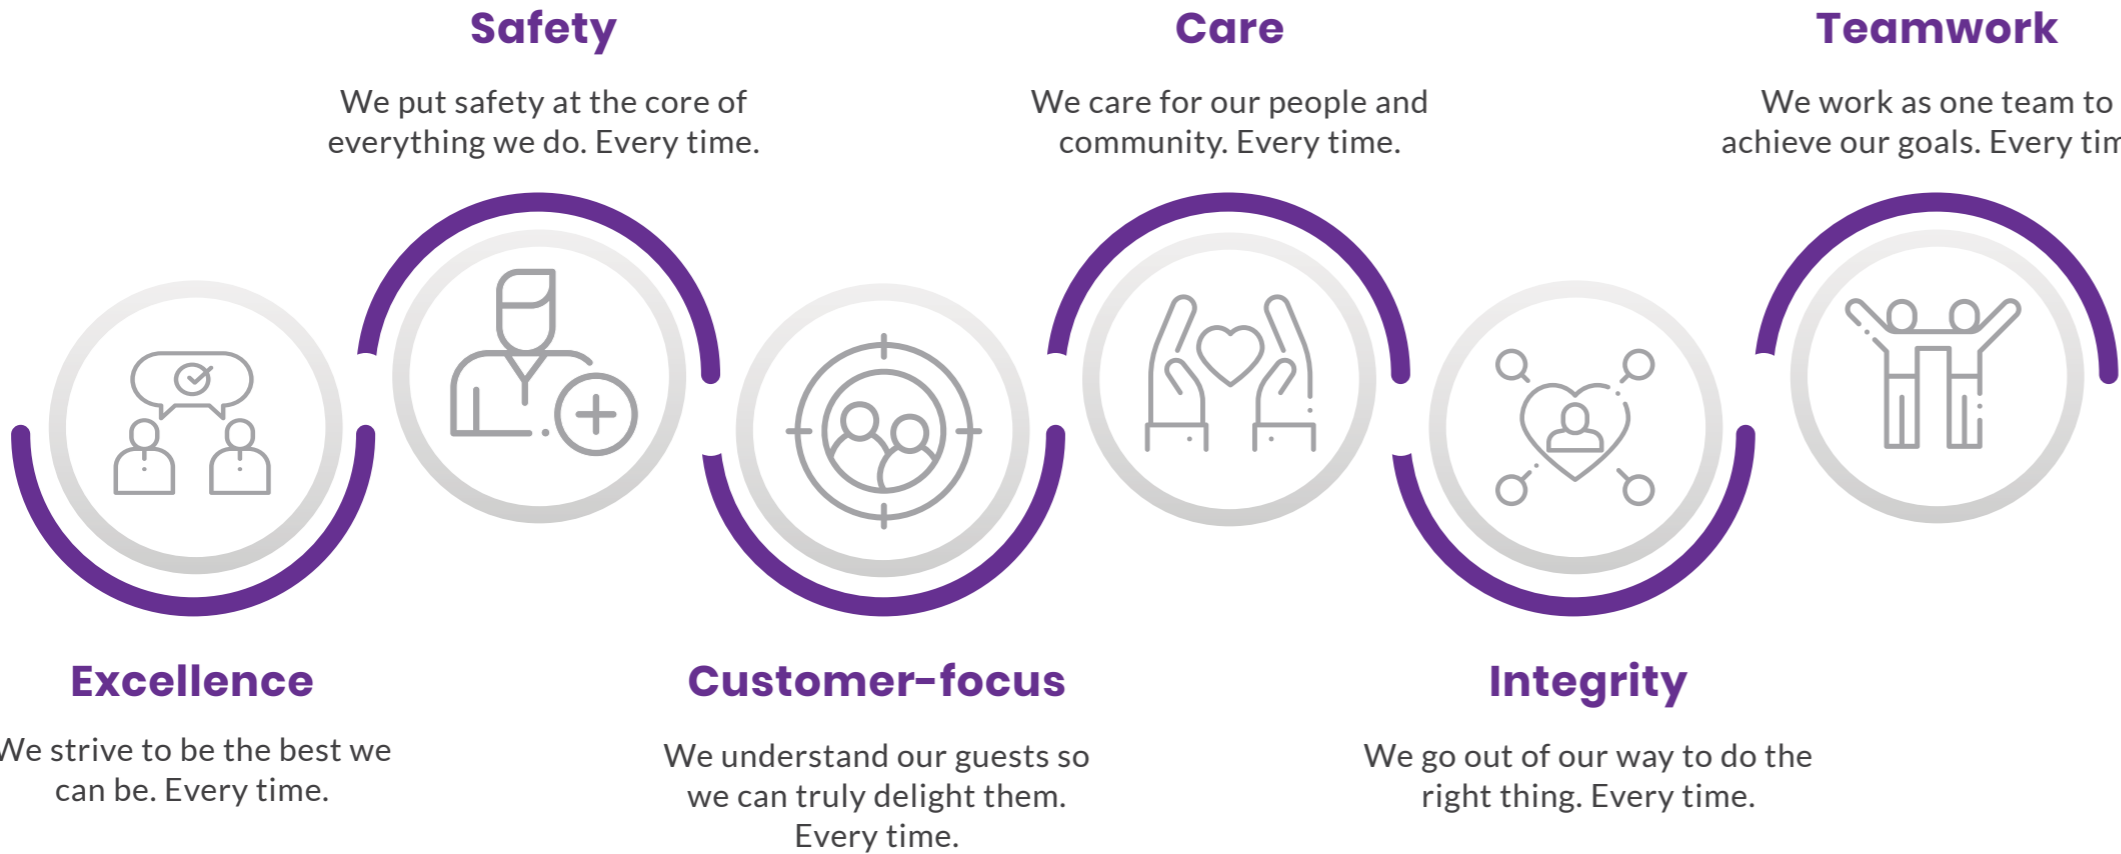 Safety
We put safety at the core of
everything we do. Every time.
Care
We care for our people and
community. Every time.
Teamwork
We work as one team to
achieve our goals. Every tim
Excellence
We strive to be the best we
can be. Every time.
Customer-focus
We understand our guests so
we can truly delight them.
Every time.
Integrity
We go out of our way to do the
right thing. Every time.